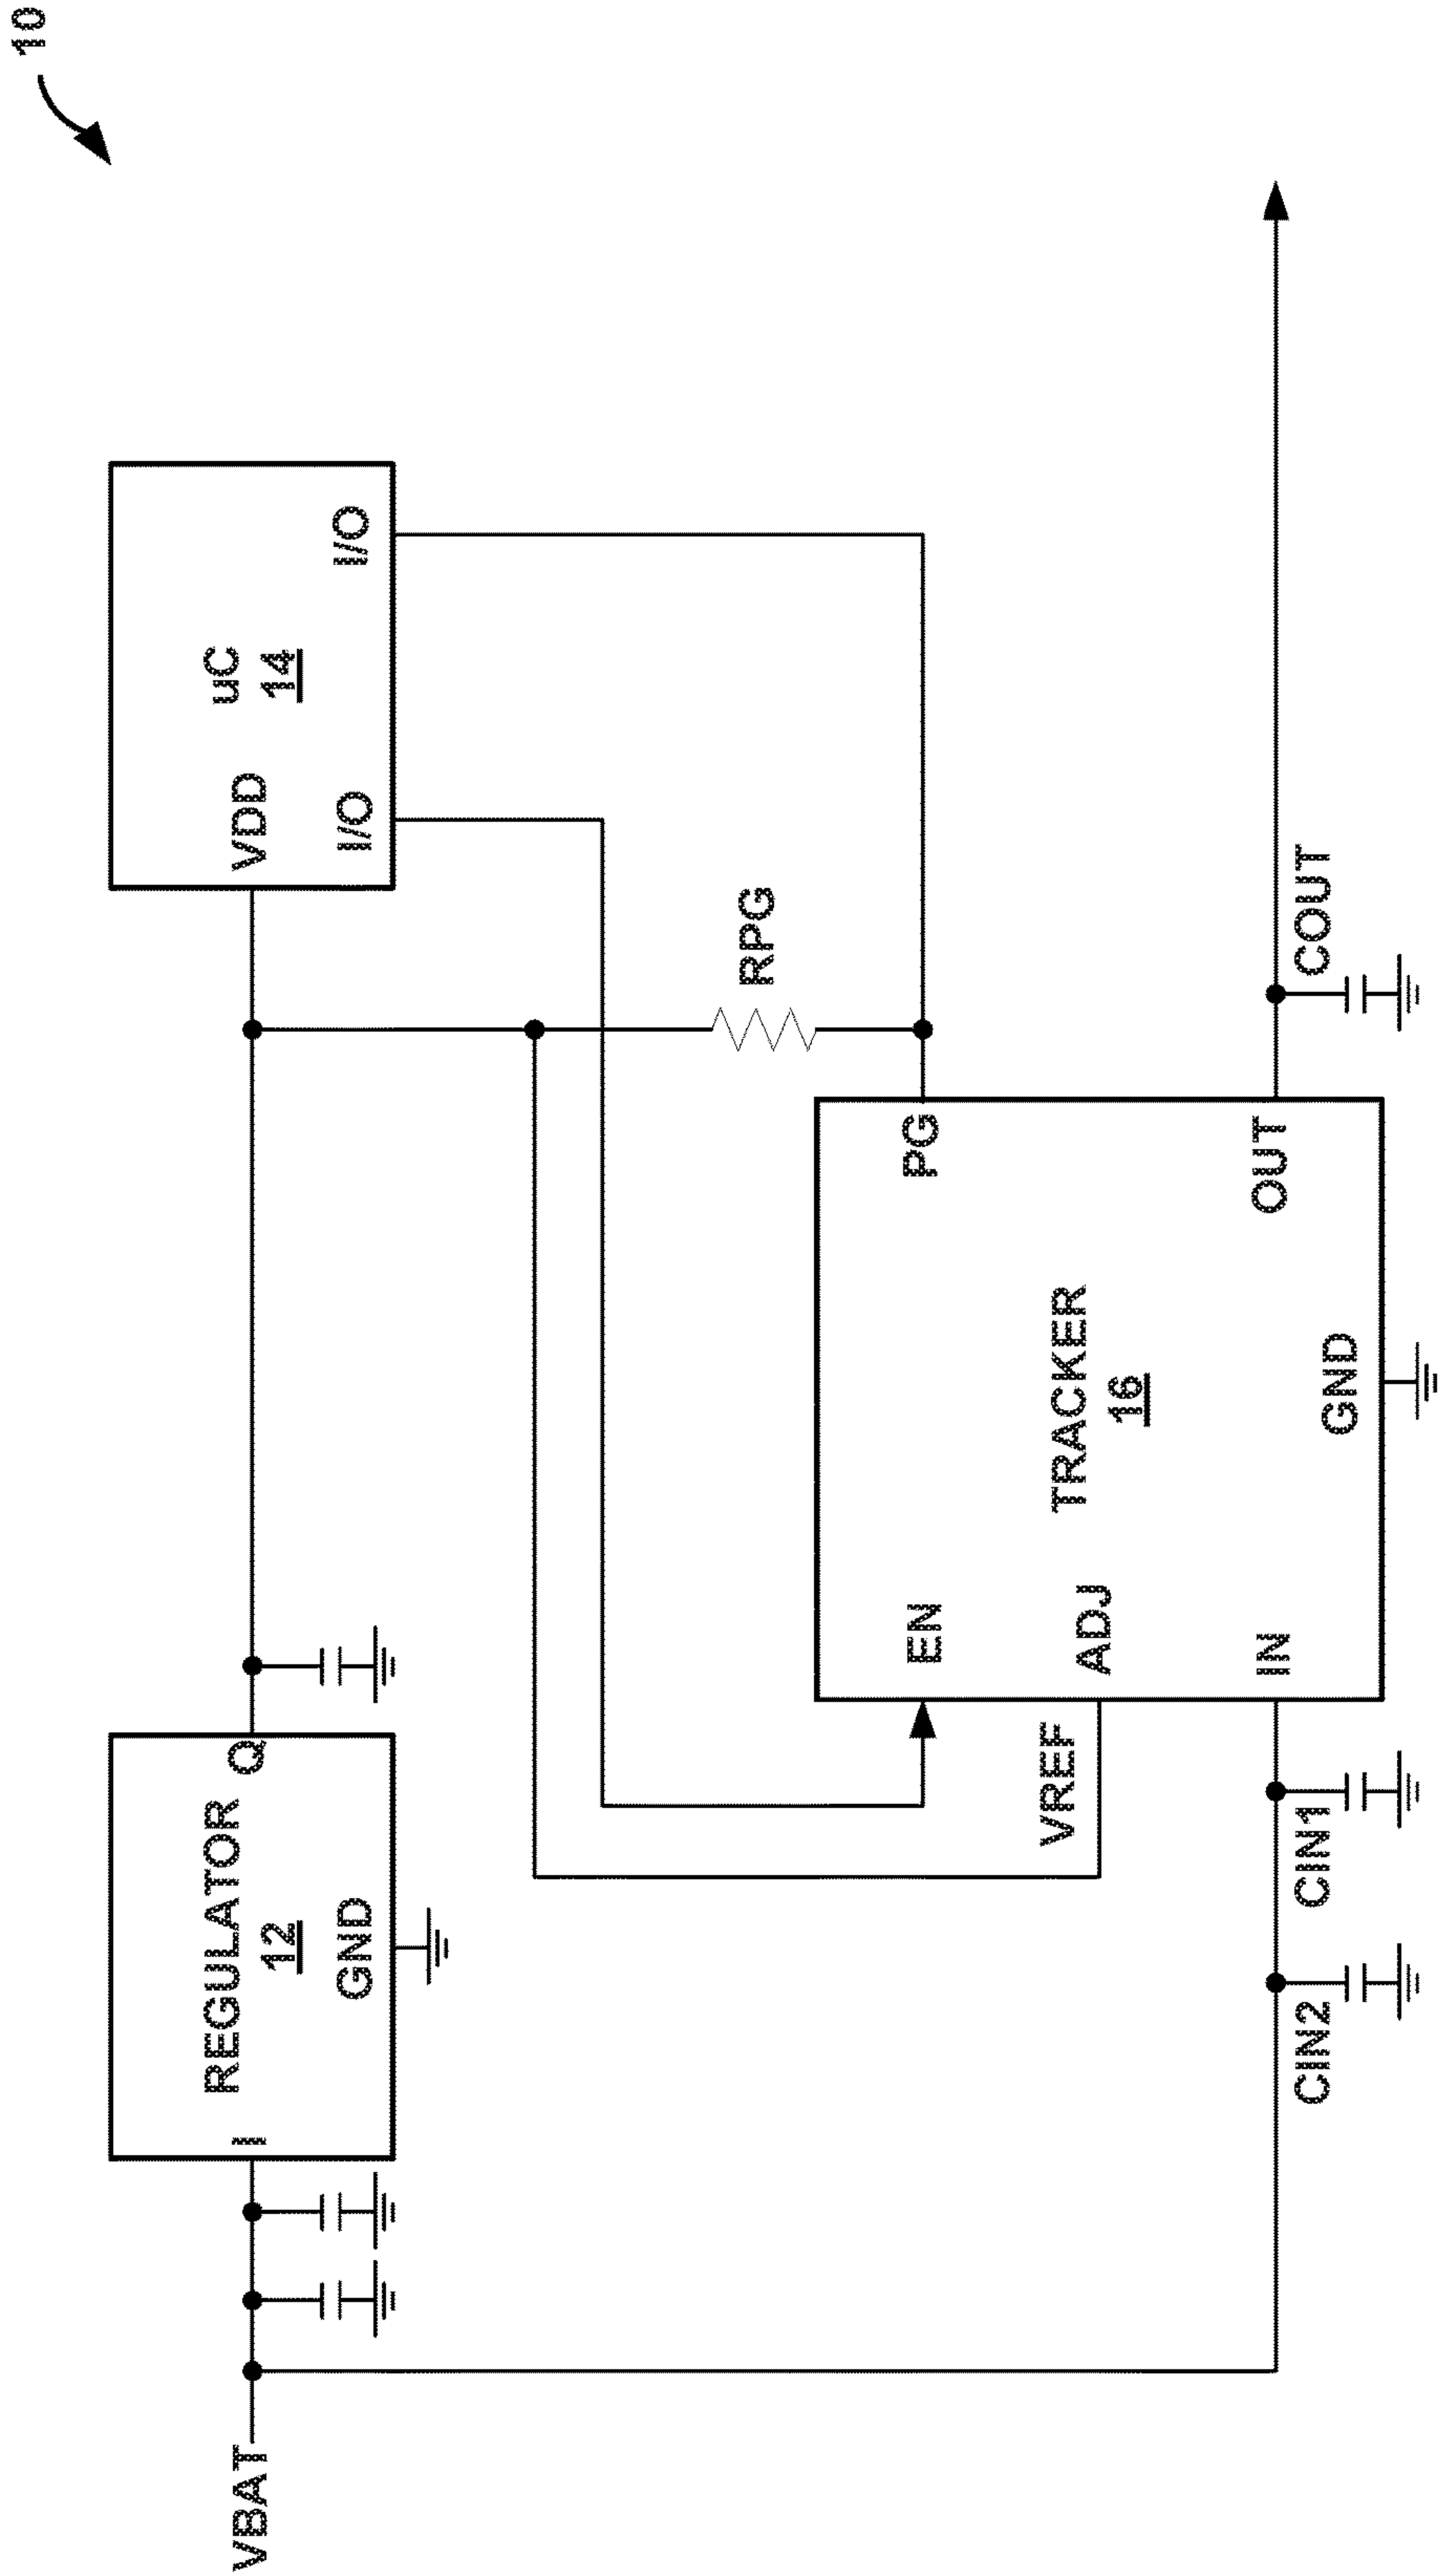 10
VBAT
I
REGULATOR
12
Q
GND
VDD
uC
14
I/O
I/O
RPG
VREF
EN
ADJ
IN
TRACKER
16
PG
OUT
GND
CIN2
CIN1
COUT